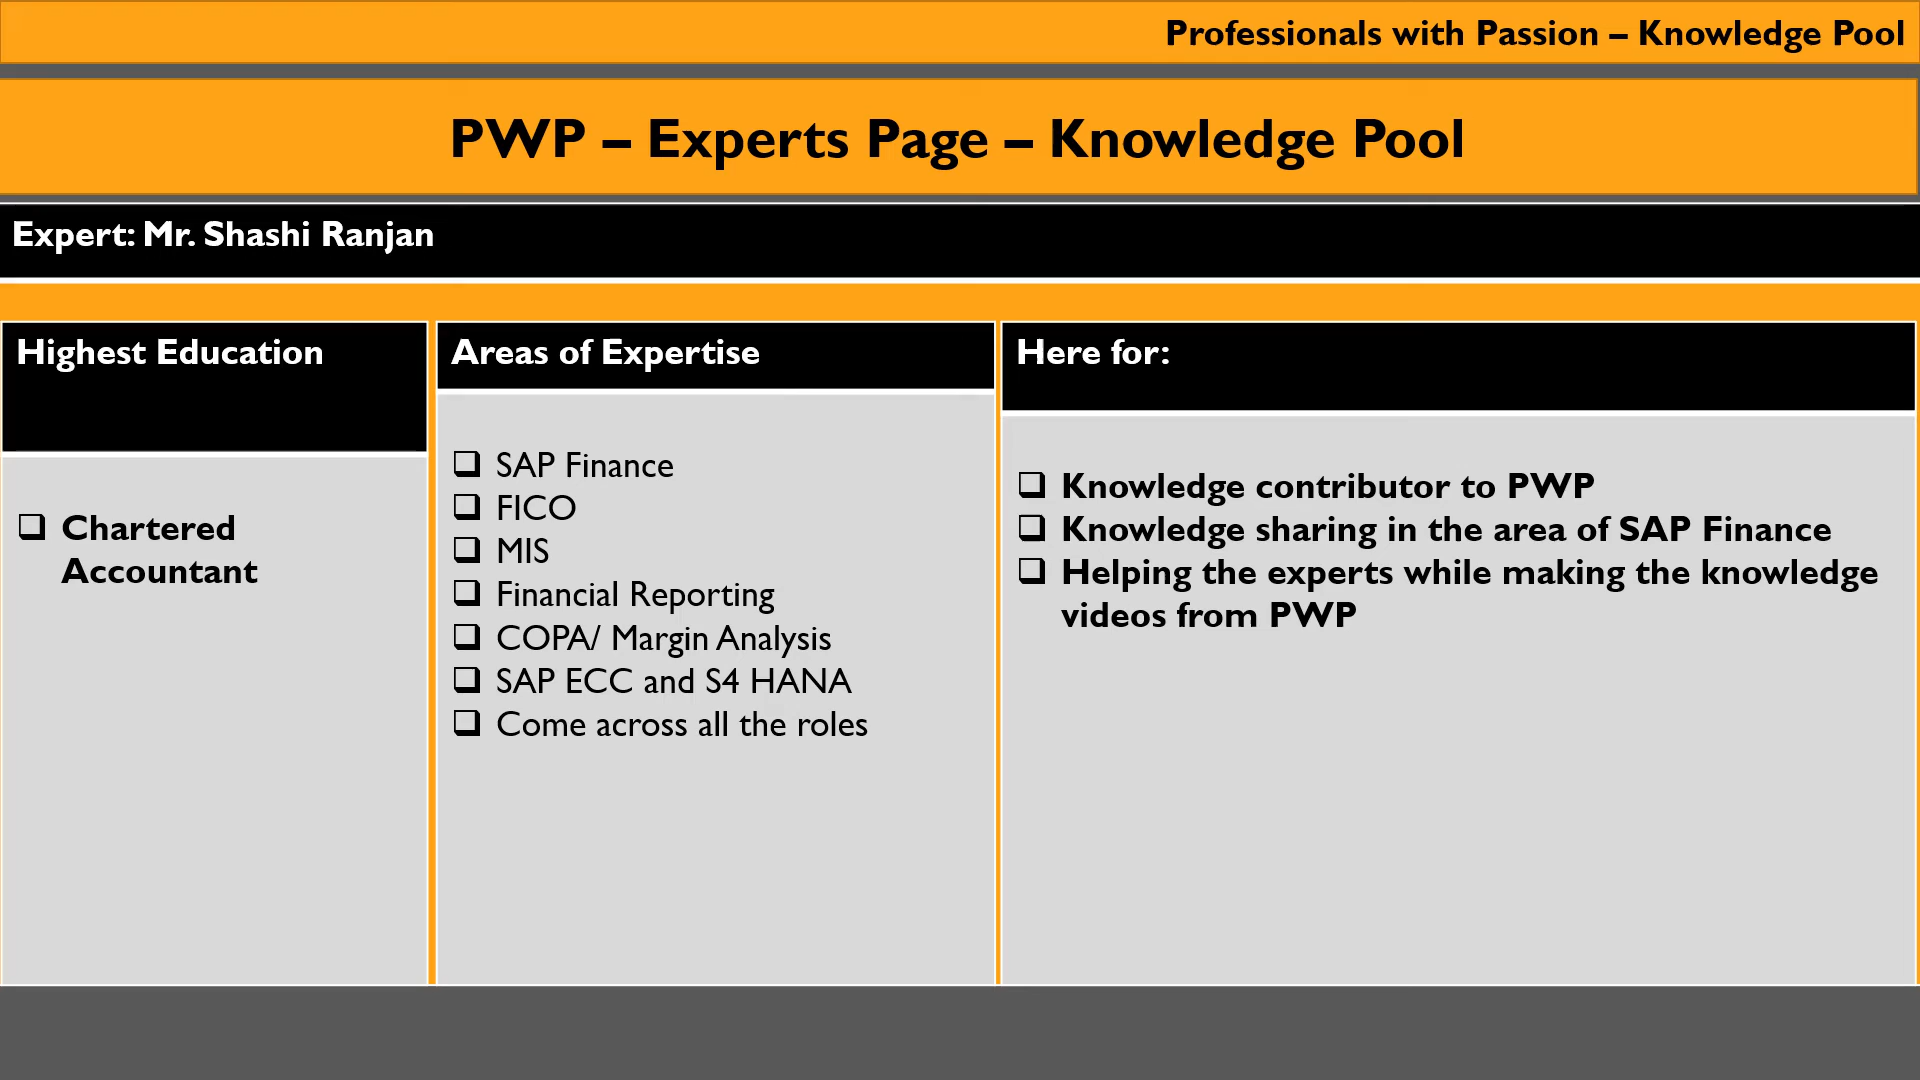 Professionals with Passion – Knowledge Pool
PWP – Experts Page – Knowledge Pool
Expert: Mr. Shashi Ranjan
Highest Education
❑ Chartered
Accountant
Areas of Expertise
❑ SAP Finance
❑ FICO
❑ MIS
❑ Financial Reporting
❑ COPA/ Margin Analysis
❑ SAP ECC and S4 HANA
❑ Come across all the roles
Here for:
❑ Knowledge contributor to PWP
❑ Knowledge sharing in the area of SAP Finance
❑ Helping the experts while making the knowledge
videos from PWP